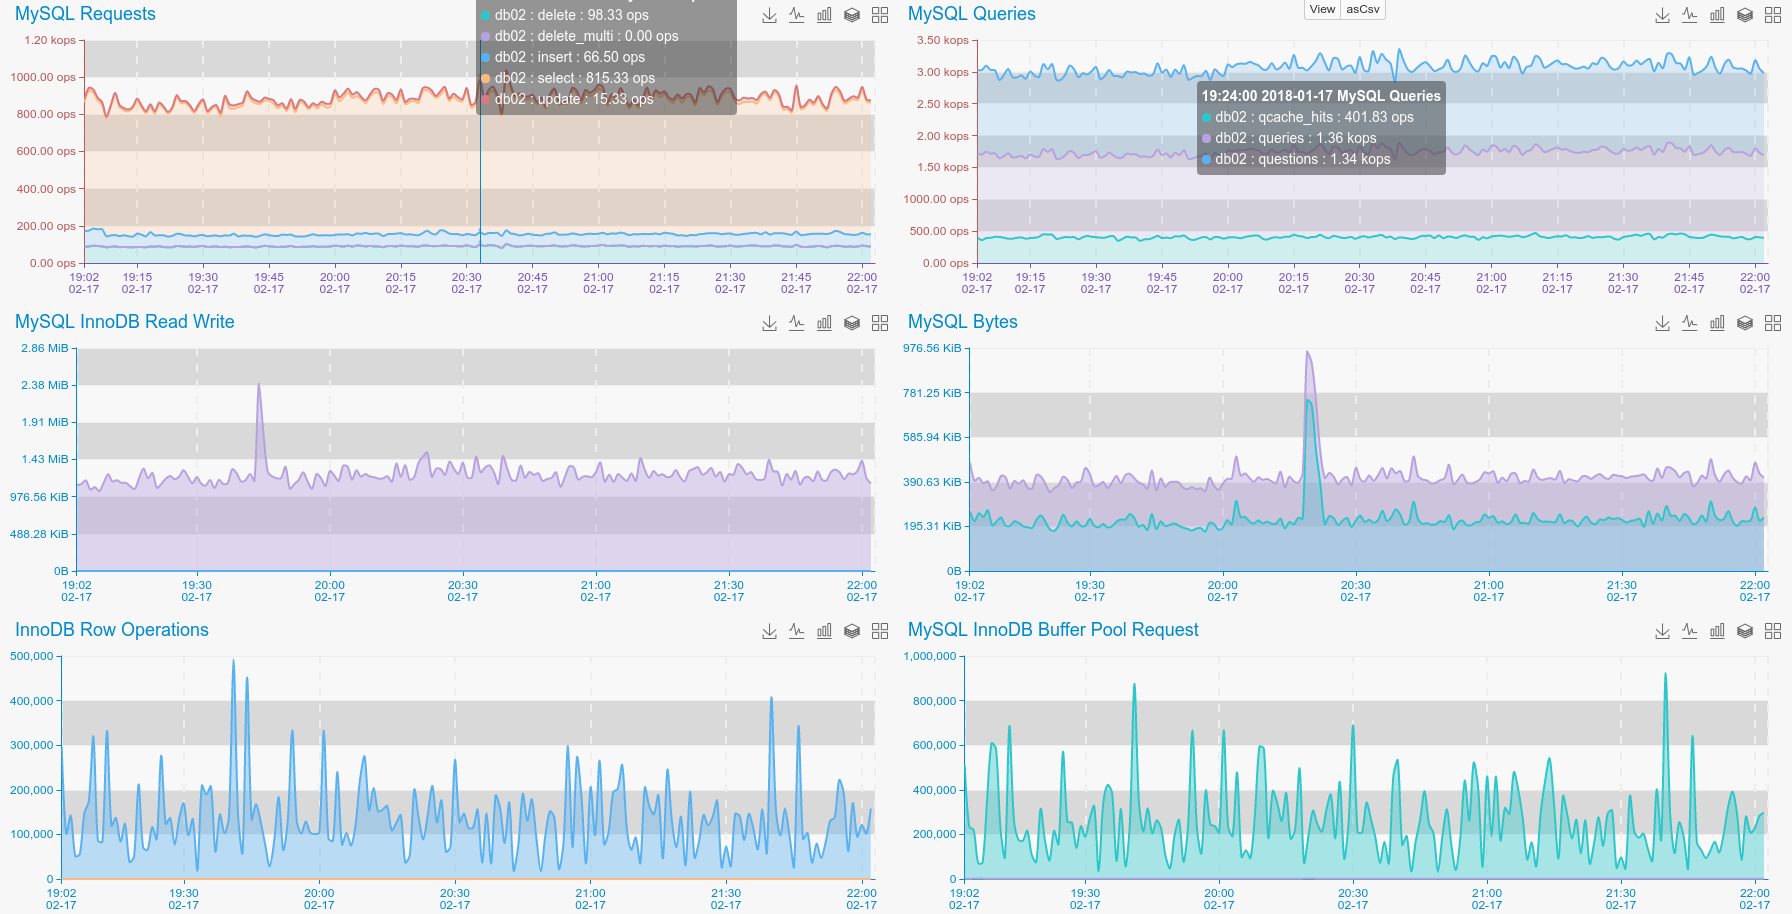 MySQL Requests
db02 : delete : 98.33 ops
db02 : delete_multi : 0.00 ops
db02 : insert : 66.50 ops
db02 : select : 815.33 ops
db02 : update : 15.33 ops
1.20 kops
1000.00 ops
800.00 ops
600.00 ops
400.00 ops
200.00 ops
0.00 ops
19:02 19:15 19:30 19:45 20:00 20:15 20:30 20:45 21:00 21:15 21:30 21:45 22:00
02-17 02-17 02-17 02-17 02-17 02-17 02-17 02-17 02-17 02-17 02-17 02-17 02-17
MySQL Queries
View asCsv
19:24:00 2018-01-17 MySQL Queries
db02 : qcache_hits : 401.83 ops
db02 : queries : 1.36 kops
db02 : questions : 1.34 kops
3.50 kops
3.00 kops
2.50 kops
2.00 kops
1.50 kops
1000.00 ops
500.00 ops
0.00 ops
19:02 19:15 19:30 19:45 20:00 20:15 20:30 20:45 21:00 21:15 21:30 21:45 22:00
02-17 02-17 02-17 02-17 02-17 02-17 02-17 02-17 02-17 02-17 02-17 02-17 02-17
MySQL InnoDB Read Write
2.86 MiB
2.38 MiB
1.91 MiB
1.43 MiB
976.56 KiB
488.28 KiB
0B
19:02 19:30 20:00 20:30 21:00 21:30 22:00
02-17 02-17 02-17 02-17 02-17 02-17 02-17
MySQL Bytes
976.56 KiB
781.25 KiB
585.94 KiB
390.63 KiB
195.31 KiB
0B
19:02 19:30 20:00 20:30 21:00 21:30 22:00
02-17 02-17 02-17 02-17 02-17 02-17 02-17
InnoDB Row Operations
500,000
400,000
300,000
200,000
100,000
0
19:02 19:30 20:00 20:30 21:00 21:30 22:00
02-17 02-17 02-17 02-17 02-17 02-17 02-17
MySQL InnoDB Buffer Pool Request
1,000,000
800,000
600,000
400,000
200,000
0
19:02 19:30 20:00 20:30 21:00 21:30 22:00
02-17 02-17 02-17 02-17 02-17 02-17 02-17